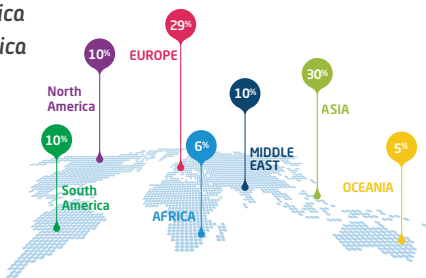 ica
ica
29%
EUROPE
10%
North
America
30%
ASIA
10%
MIDDLE
EAST
10%
South
America
6%
AFRICA
5%
OCEANIA